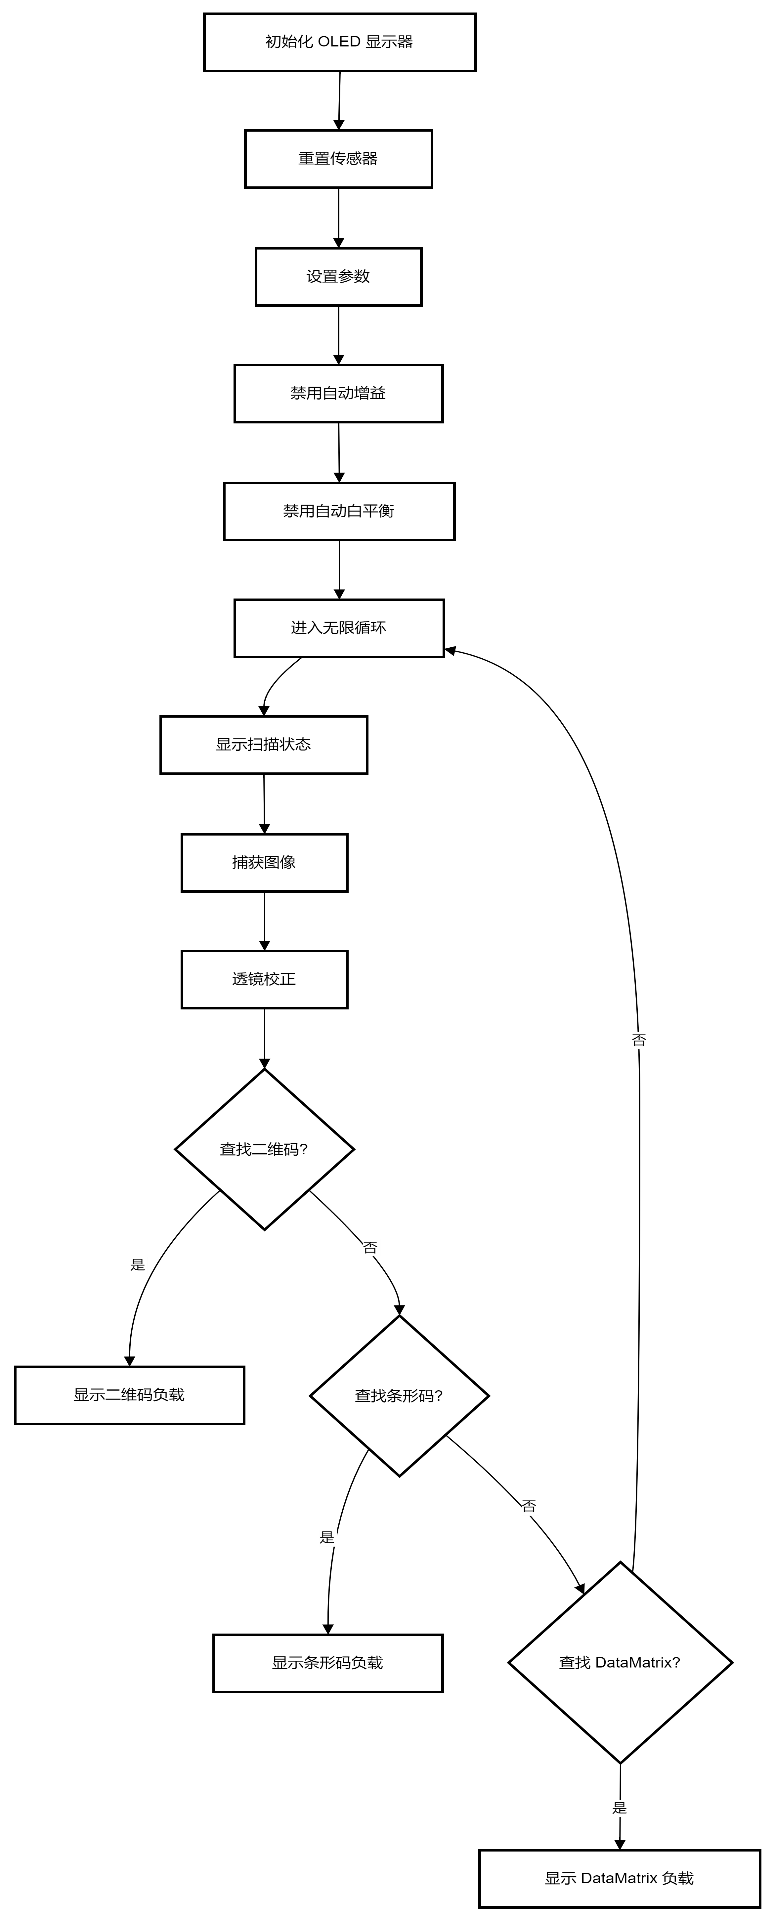 初始化 OLED 显示器
重置传感器
设置参数
禁用自动增益
禁用自动白平衡
进入无限循环
显示扫描状态
捕获图像
透镜校正
否
查找二维码?
否
是
显示二维码负载
查找条形码?
否
是
显示条形码负载
查找 DataMatrix?
是
显示 DataMatrix 负载